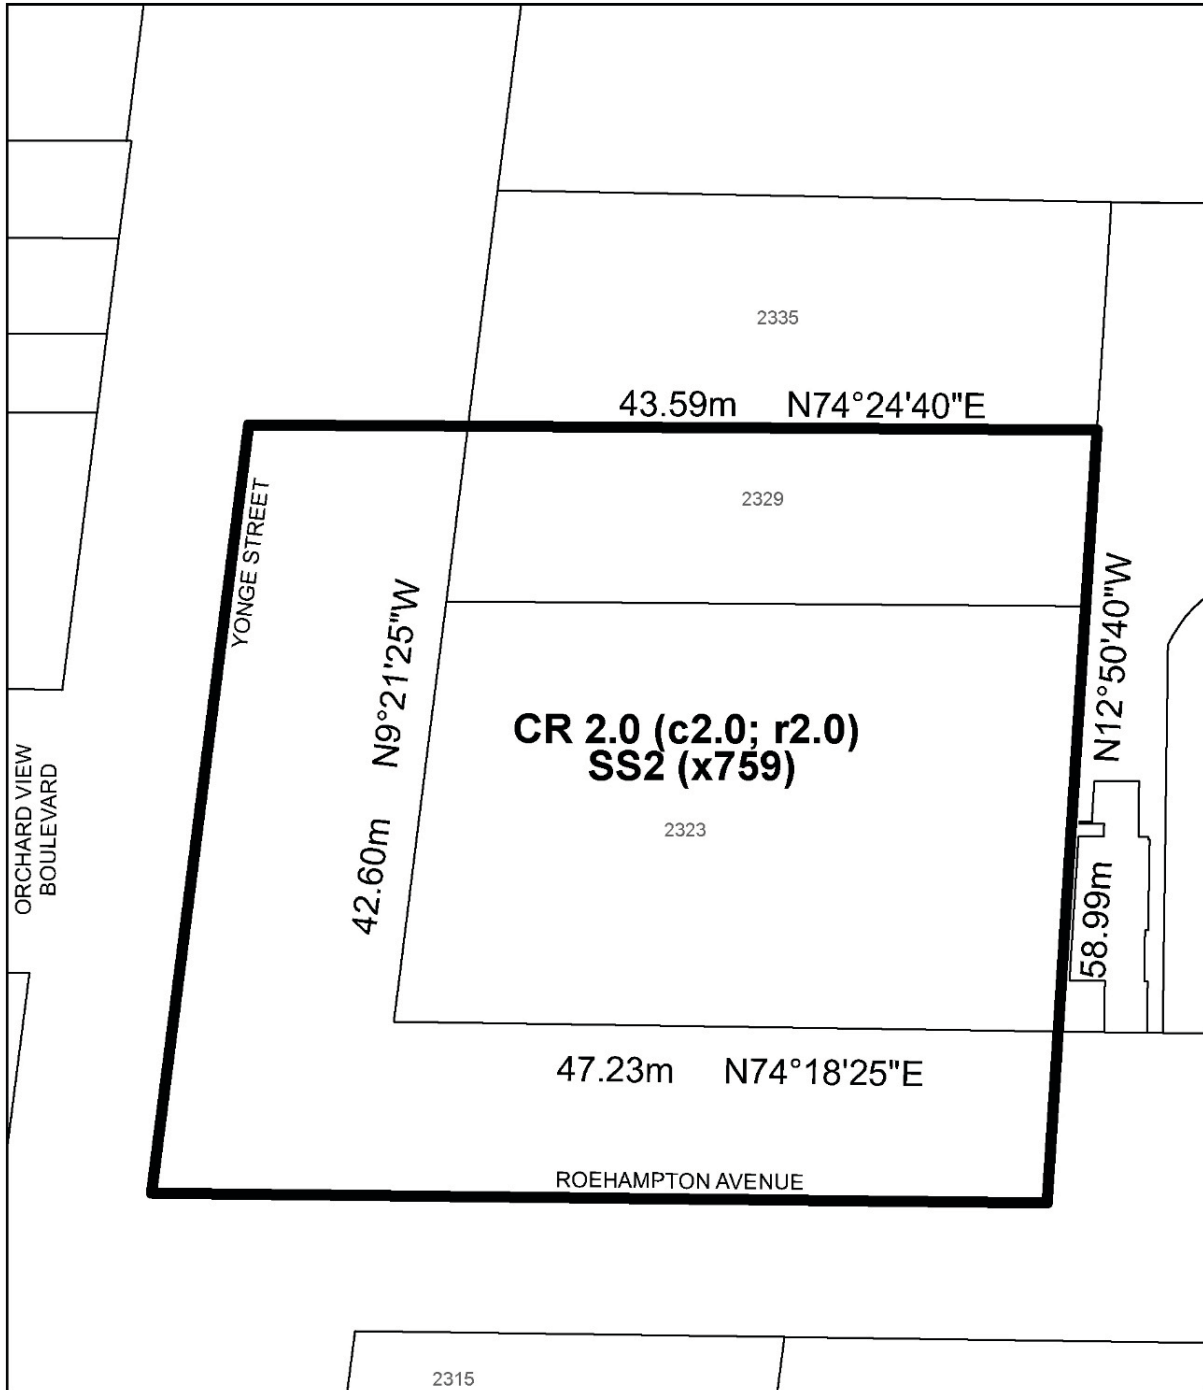 2335
43.59m N74°24'40"E
2329
YONGE STREET
N9°21'25"W
42.60m
N12°50'40"W
58.99m
CR 2.0 (c2.0; r2.0)
SS2 (x759)
2323
ORCHARD VIEW
BOULEVARD
47.23m N74°18'25"E
ROEHAMPTON AVENUE
2315